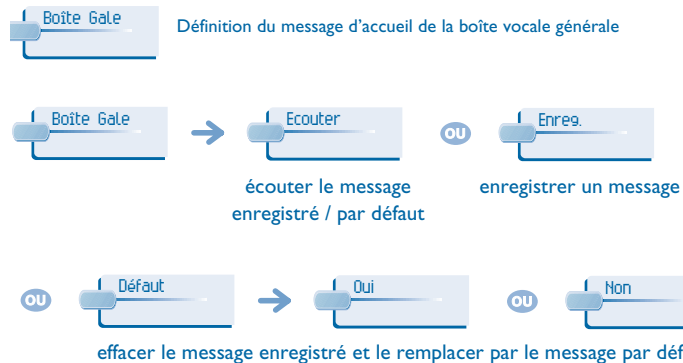 Boîte Gale
Définition du message d'accueil de la boîte vocale générale
Boîte Gale
Ecouter
OU
Enreg.
écouter le message
enregistré / par défaut
enregistrer un message
OU
Défaut
Oui
OU
Non
effacer le message enregistré et le remplacer par le message par déf